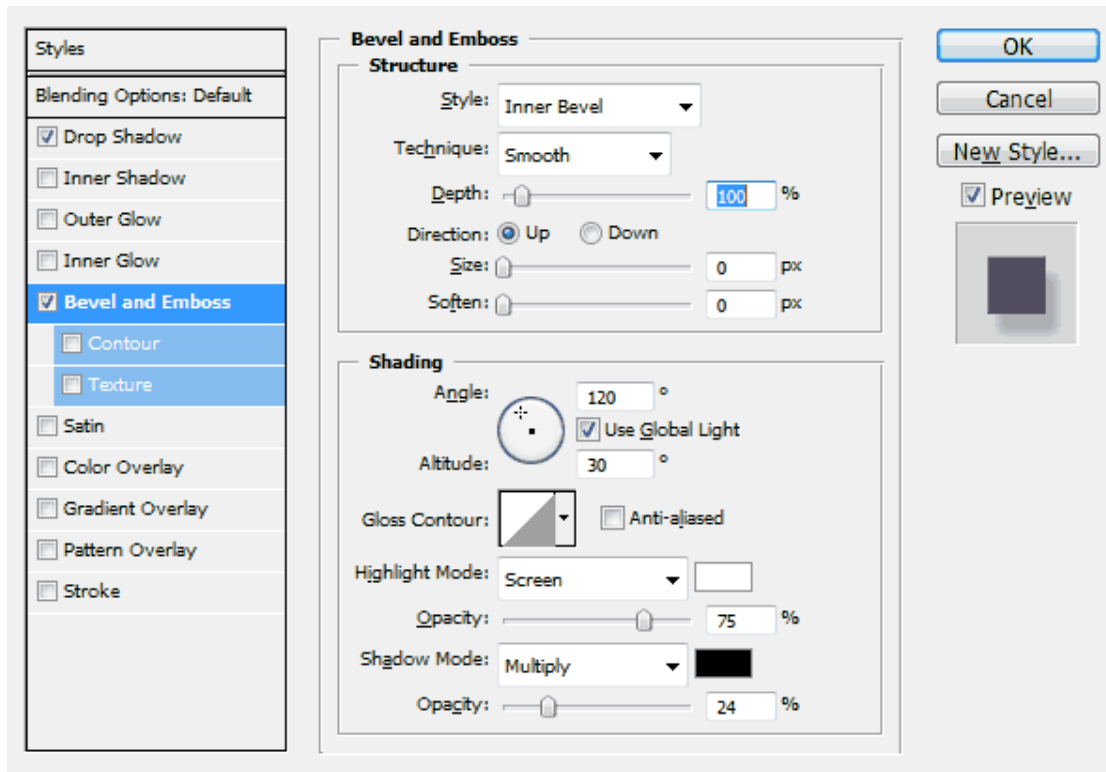 Styles
Blending Options: Default
Drop Shadow
Inner Shadow
Outer Glow
Inner Glow
Bevel and Emboss
Contour
Texture
Satin
Color Overlay
Gradient Overlay
Pattern Overlay
Stroke
Bevel and Emboss
Structure
Style: Inner Bevel
Technique: Smooth
Depth: 100 %
Direction: Up Down
Size: 0 px
Soften: 0 px
Shading
Angle: 120 °
Use Global Light
Altitude: 30 °
Gloss Contour: Anti-aliased
Highlight Mode: Screen
Opacity: 75 %
Shadow Mode: Multiply
Opacity: 24 %
OK
Cancel
New Style...
Preview